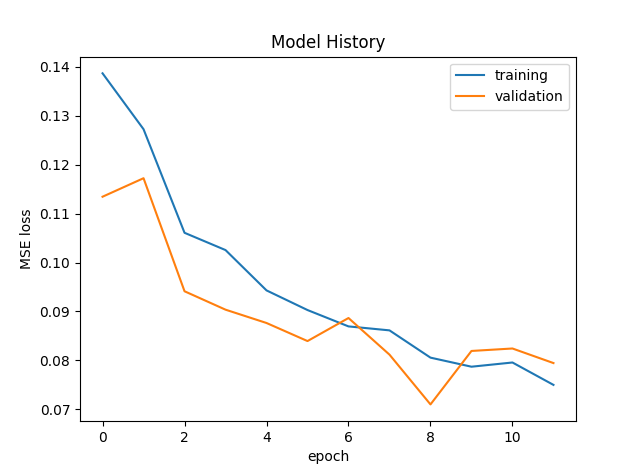 Model History
training
validation
MSE loss
0.14
0.13
0.12
0.11
0.10
0.09
0.08
0.07
0 2 4 6 8 10
epoch